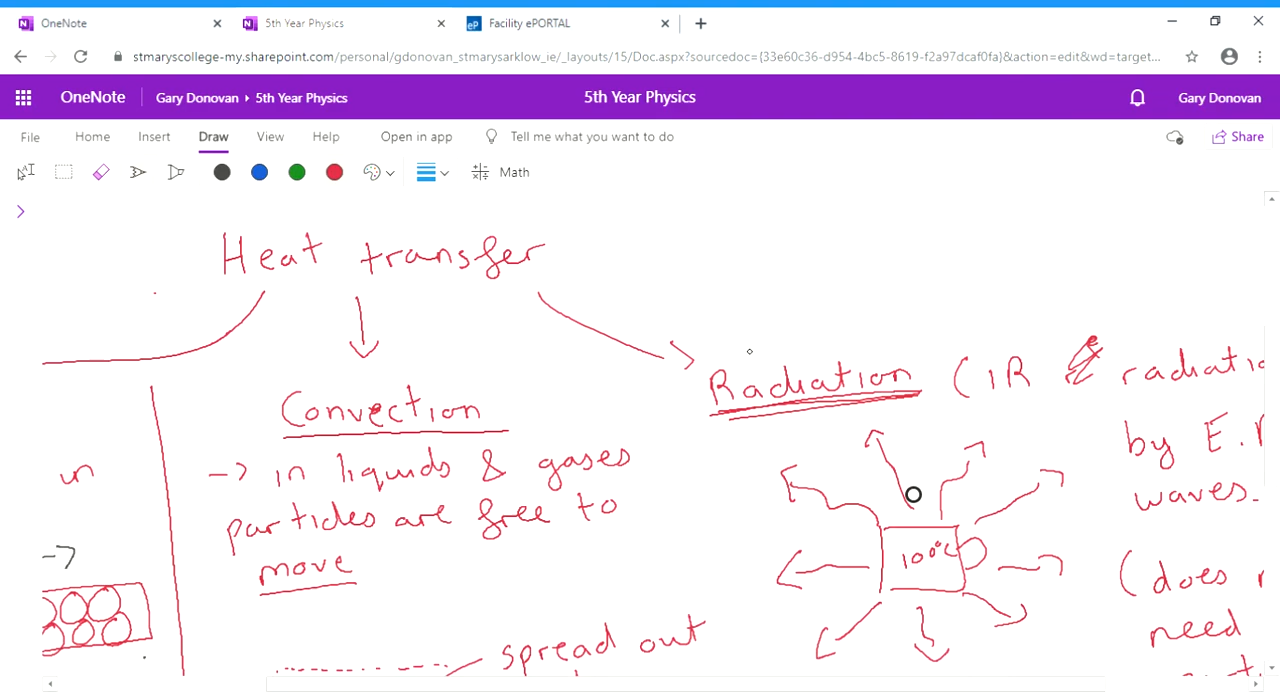 OneNote
5th Year Physics
Facility ePORTAL
stmaryscollege-my.sharepoint.com/personal/gdonovan_stmarysarklow_ie/_layouts/15/Doc.aspx?sourcedoc={33e60c36-d954-4bc5-8619-f2a97dcaf0fa}&action=edit&wd=target...
OneNote
Gary Donovan › 5th Year Physics
5th Year Physics
Gary Donovan
File
Home
Insert
Draw
View
Help
Open in app
Tell me what you want to do
Share
Math
Heat transfer
Convection
-> in liquids & gases
particles are free to
move
spread out
Radiation (IR radiatio
by E.
waves.
100°C
(does
need